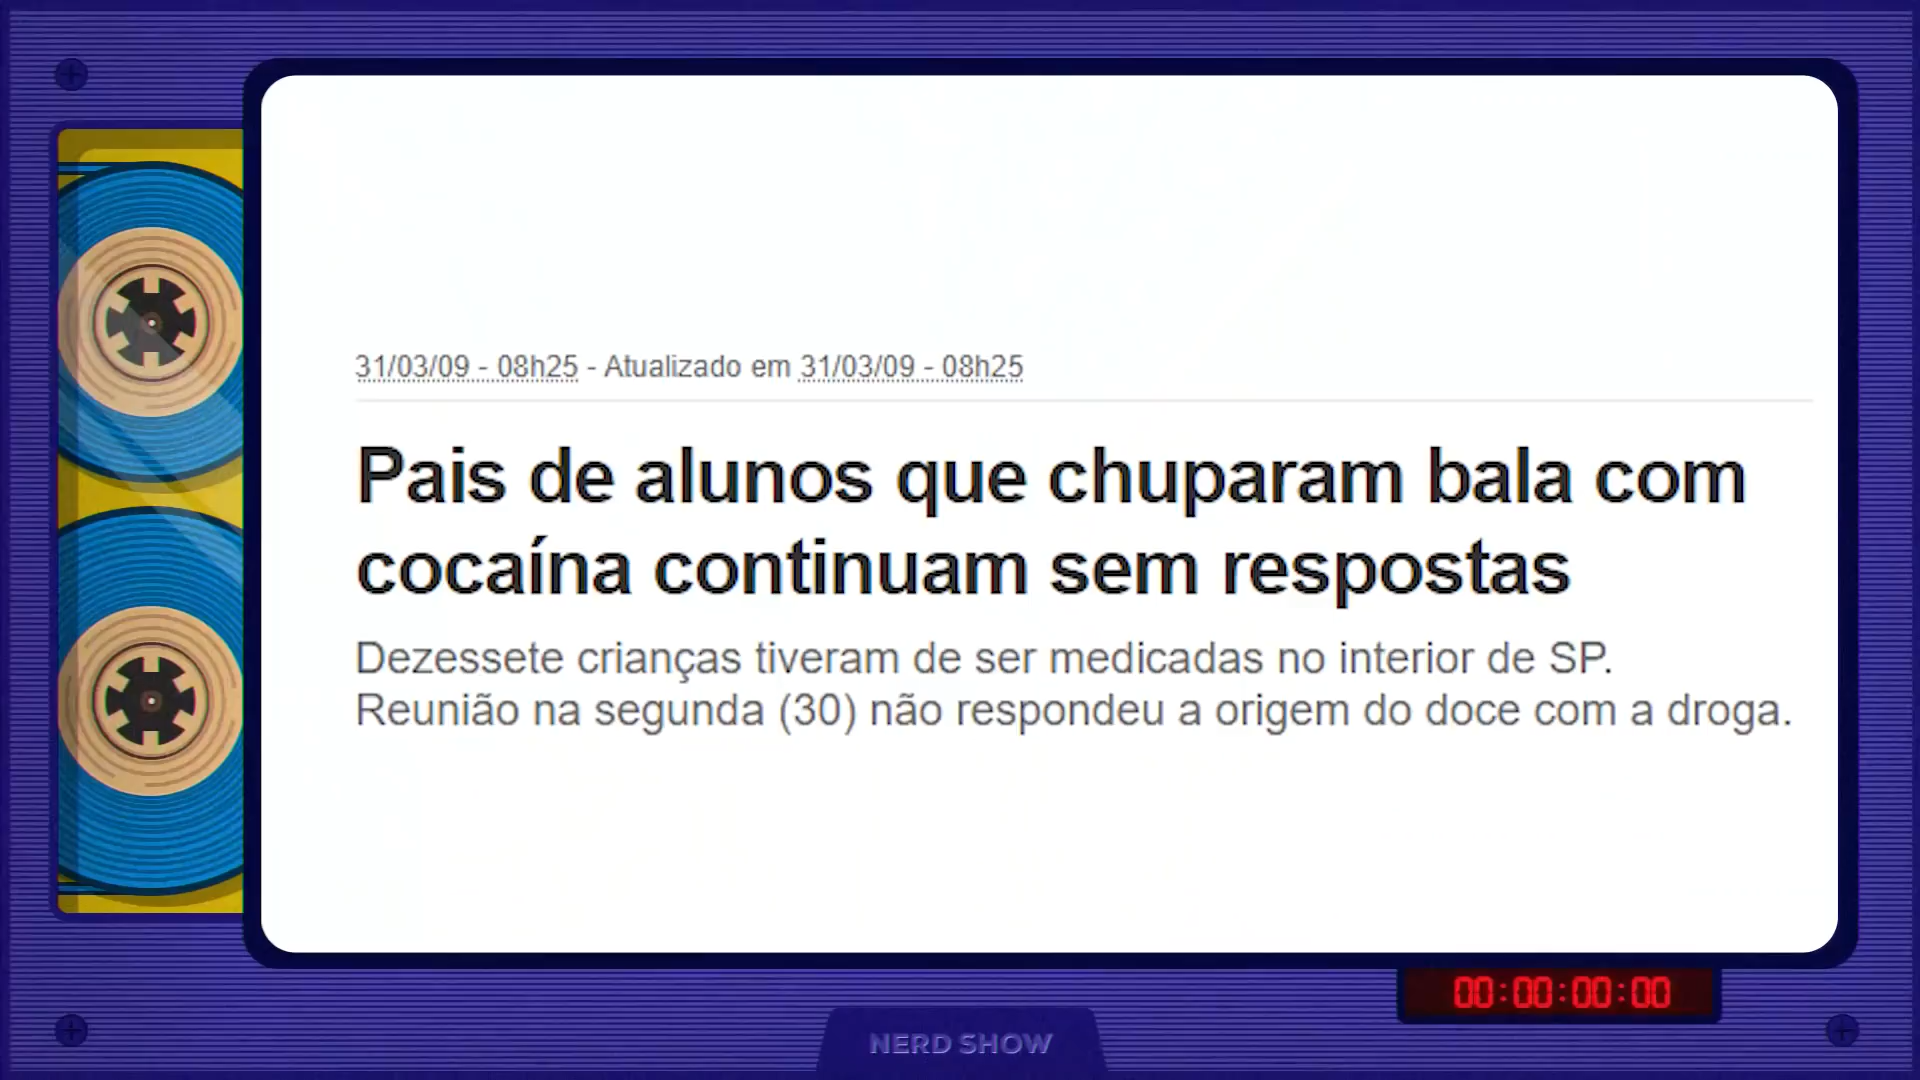 31/03/09 - 08h25 - Atualizado em 31/03/09 - 08h25
Pais de alunos que chuparam bala com
cocaína continuam sem respostas
Dezessete crianças tiveram de ser medicadas no interior de SP.
Reunião na segunda (30) não respondeu a origem do doce com a droga.
00:00:00:00
NERD SHOW